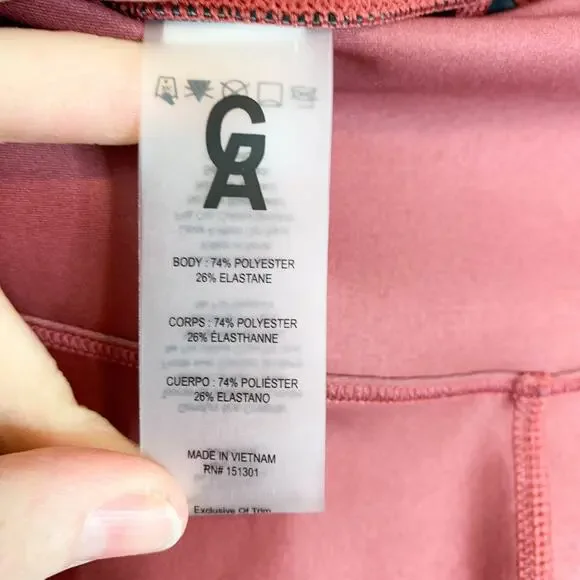 GA
BODY : 74% POLYESTER
26% ELASTANE
CORPS : 74% POLYESTER
26% ÉLASTHANNE
CUERPO : 74% POLIÉSTER
26% ELASTANO
MADE IN VIETNAM
RN# 151301
Exclusive Of Trim